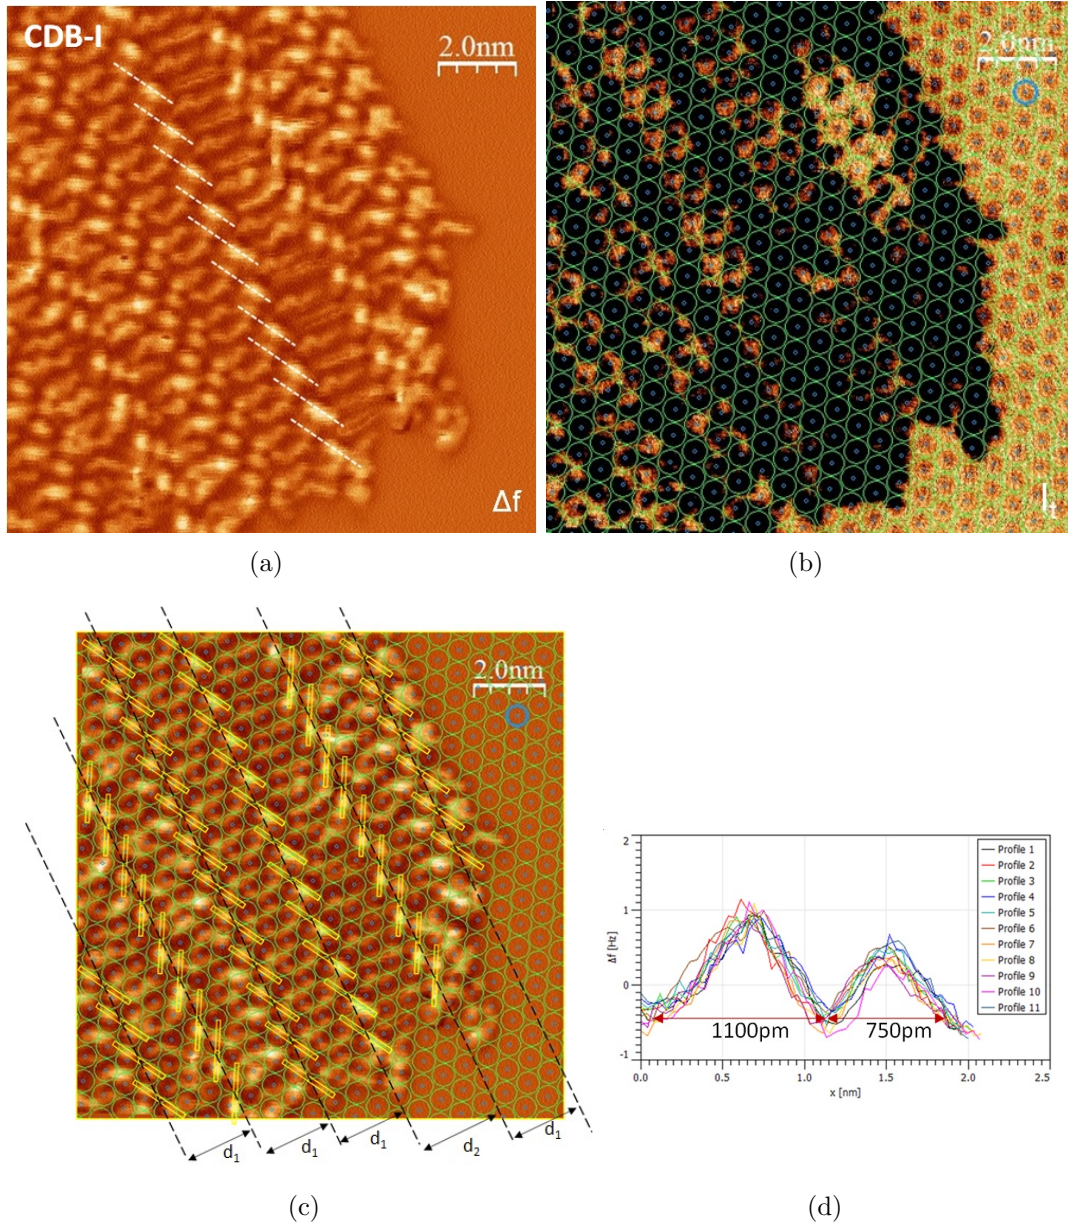 CDB-I
2.0nm
Δf
(a)
2.0nm
I_t
(b)
2.0nm
d₁
d₁
d₁
d₂
d₁
(c)
2
1
0
-1
Δf [Hz]
1100pm
750pm
0.0
0.5
1.0
1.5
2.0
2.5
x [nm]
Profile 1
Profile 2
Profile 3
Profile 4
Profile 5
Profile 6
Profile 7
Profile 8
Profile 9
Profile 10
Profile 11
(d)